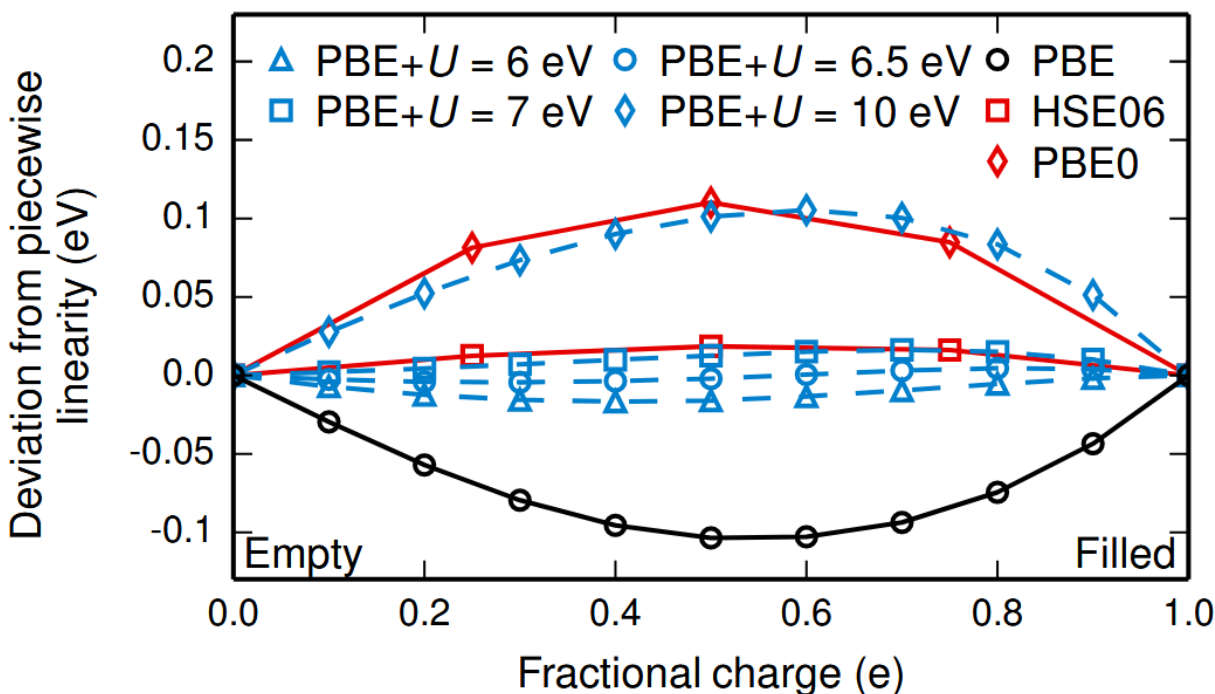 Deviation from piecewise
linearity (eV)
0.2
0.15
0.1
0.05
0.0
-0.05
-0.1
PBE+U = 6 eV
PBE+U = 6.5 eV
PBE
PBE+U = 7 eV
PBE+U = 10 eV
HSE06
PBE0
Empty
Filled
0.0 0.2 0.4 0.6 0.8 1.0
Fractional charge (e)